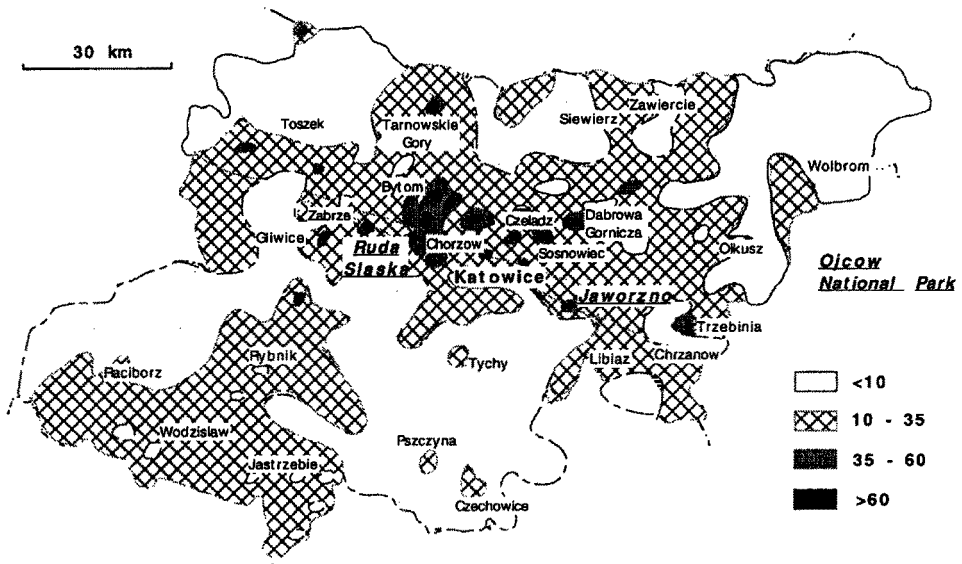 30 km
Toszek
Tarnowskie
Gory
Siewierz
Zawiercie
Wolbrom
Bytom
Zabrze
Gliwice
Ruda
Slaska
Chorzow
Czeladz
Sosnowiec
Dabrowa
Gornicza
Olkusz
Katowice
Jaworzno
Ojcow
National Park
Trzebinia
Raciborz
Rybnik
Tychy
Libiaz
Chrzanow
Wodzislaw
Jastrzebie
Pszczyna
Czechowice
<10
10 - 35
35 - 60
>60